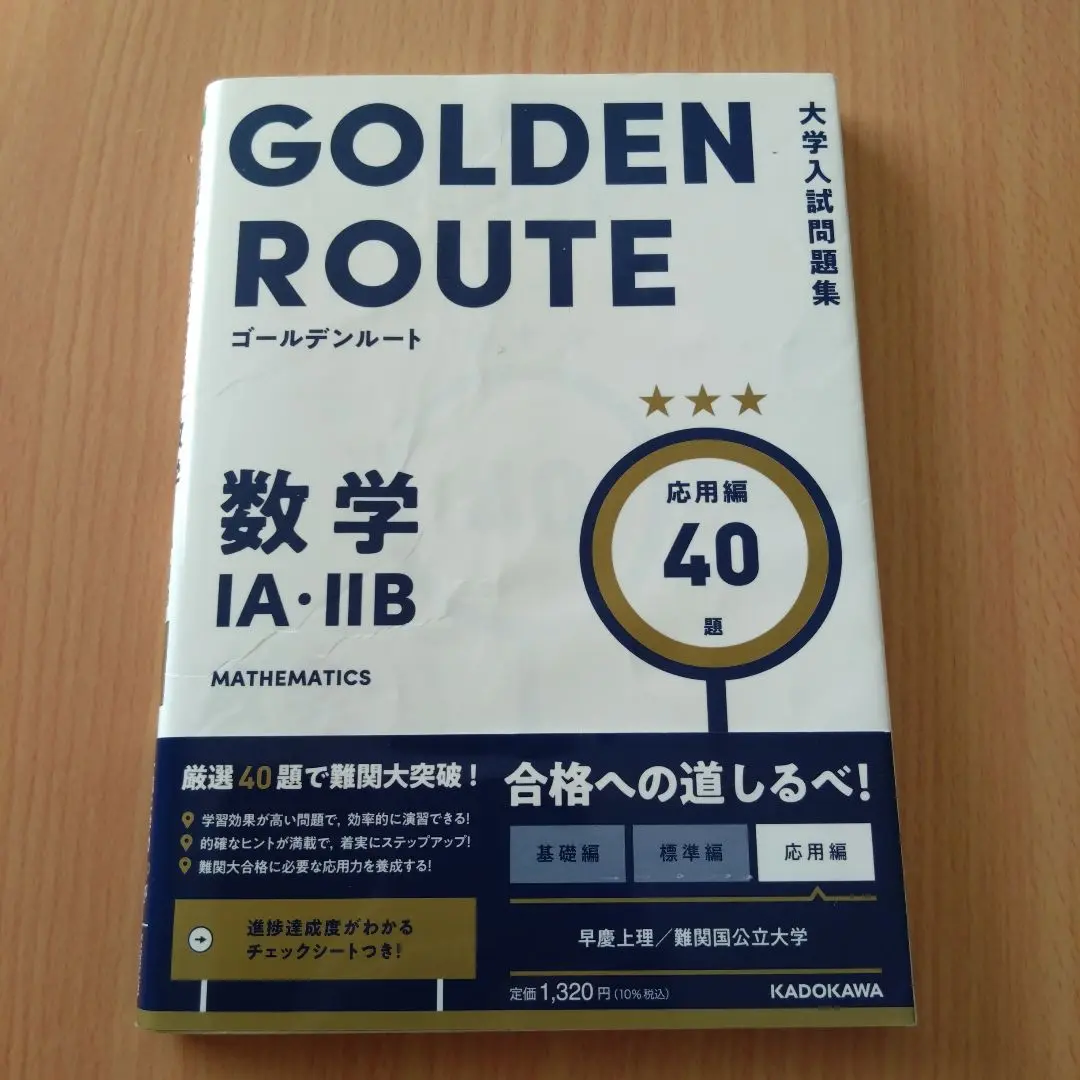 GOLDEN
ROUTE
ゴールデンルート
大学入試問題集
数学
IA・IIB
MATHEMATICS
応用編
40
題
厳選40題で難関大突破!
学習効果が高い問題で,効率的に演習できる!
的確なヒントが満載で,着実にステップアップ!
難関大合格に必要な応用力を養成する!
進捗達成度がわかる
チェックシートつき!
合格への道しるべ!
基礎編 標準編 応用編
早慶上理/難関国公立大学
定価1,320円(10%税込)
KADOKAWA